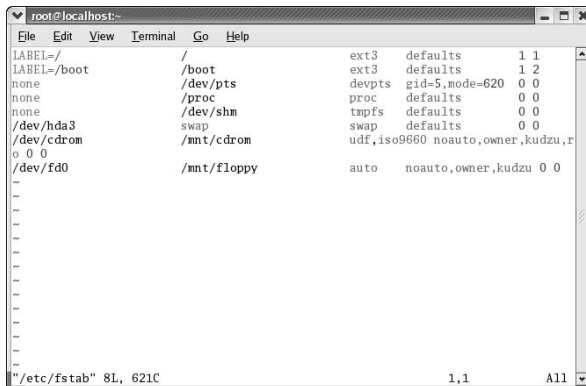 root@localhost:~
File Edit View Terminal Go Help
LABEL=/ / ext3 defaults 1 1
LABEL=/boot /boot ext3 defaults 1 2
none /dev/pts devpts gid=5,mode=620 0 0
none /proc proc defaults 0 0
none /dev/shm tmpfs defaults 0 0
/dev/hda3 swap swap defaults 0 0
/dev/cdrom /mnt/cdrom udf,iso9660 noauto,owner,kudzu,r
o 0 0
/dev/fd0 /mnt/floppy auto noauto,owner,kudzu 0 0
~
~
~
~
~
~
~
~
~
~
~
~
~
~
"/etc/fstab" 8L, 621C 1,1 All